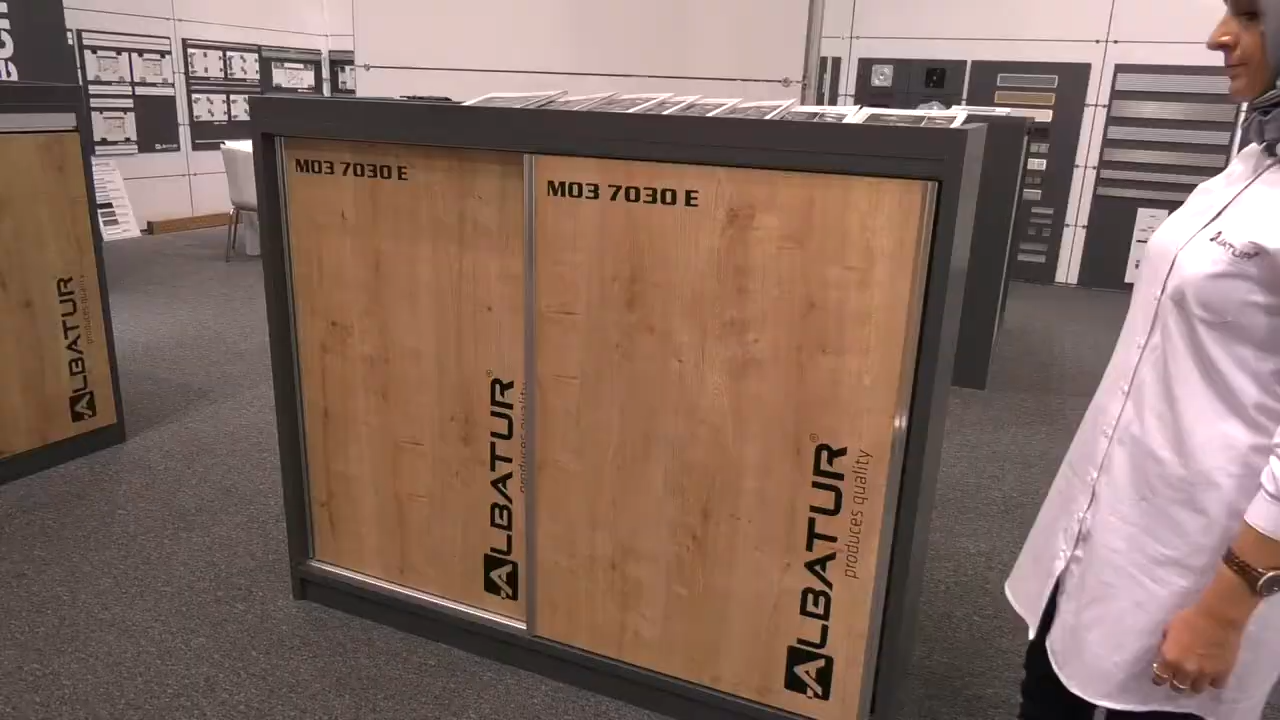 M03 7030 E
M03 7030 E
ALBATUR®
produces quality
ALBATUR®
produces quality
ALBATUR
produces quality
ALBATUR